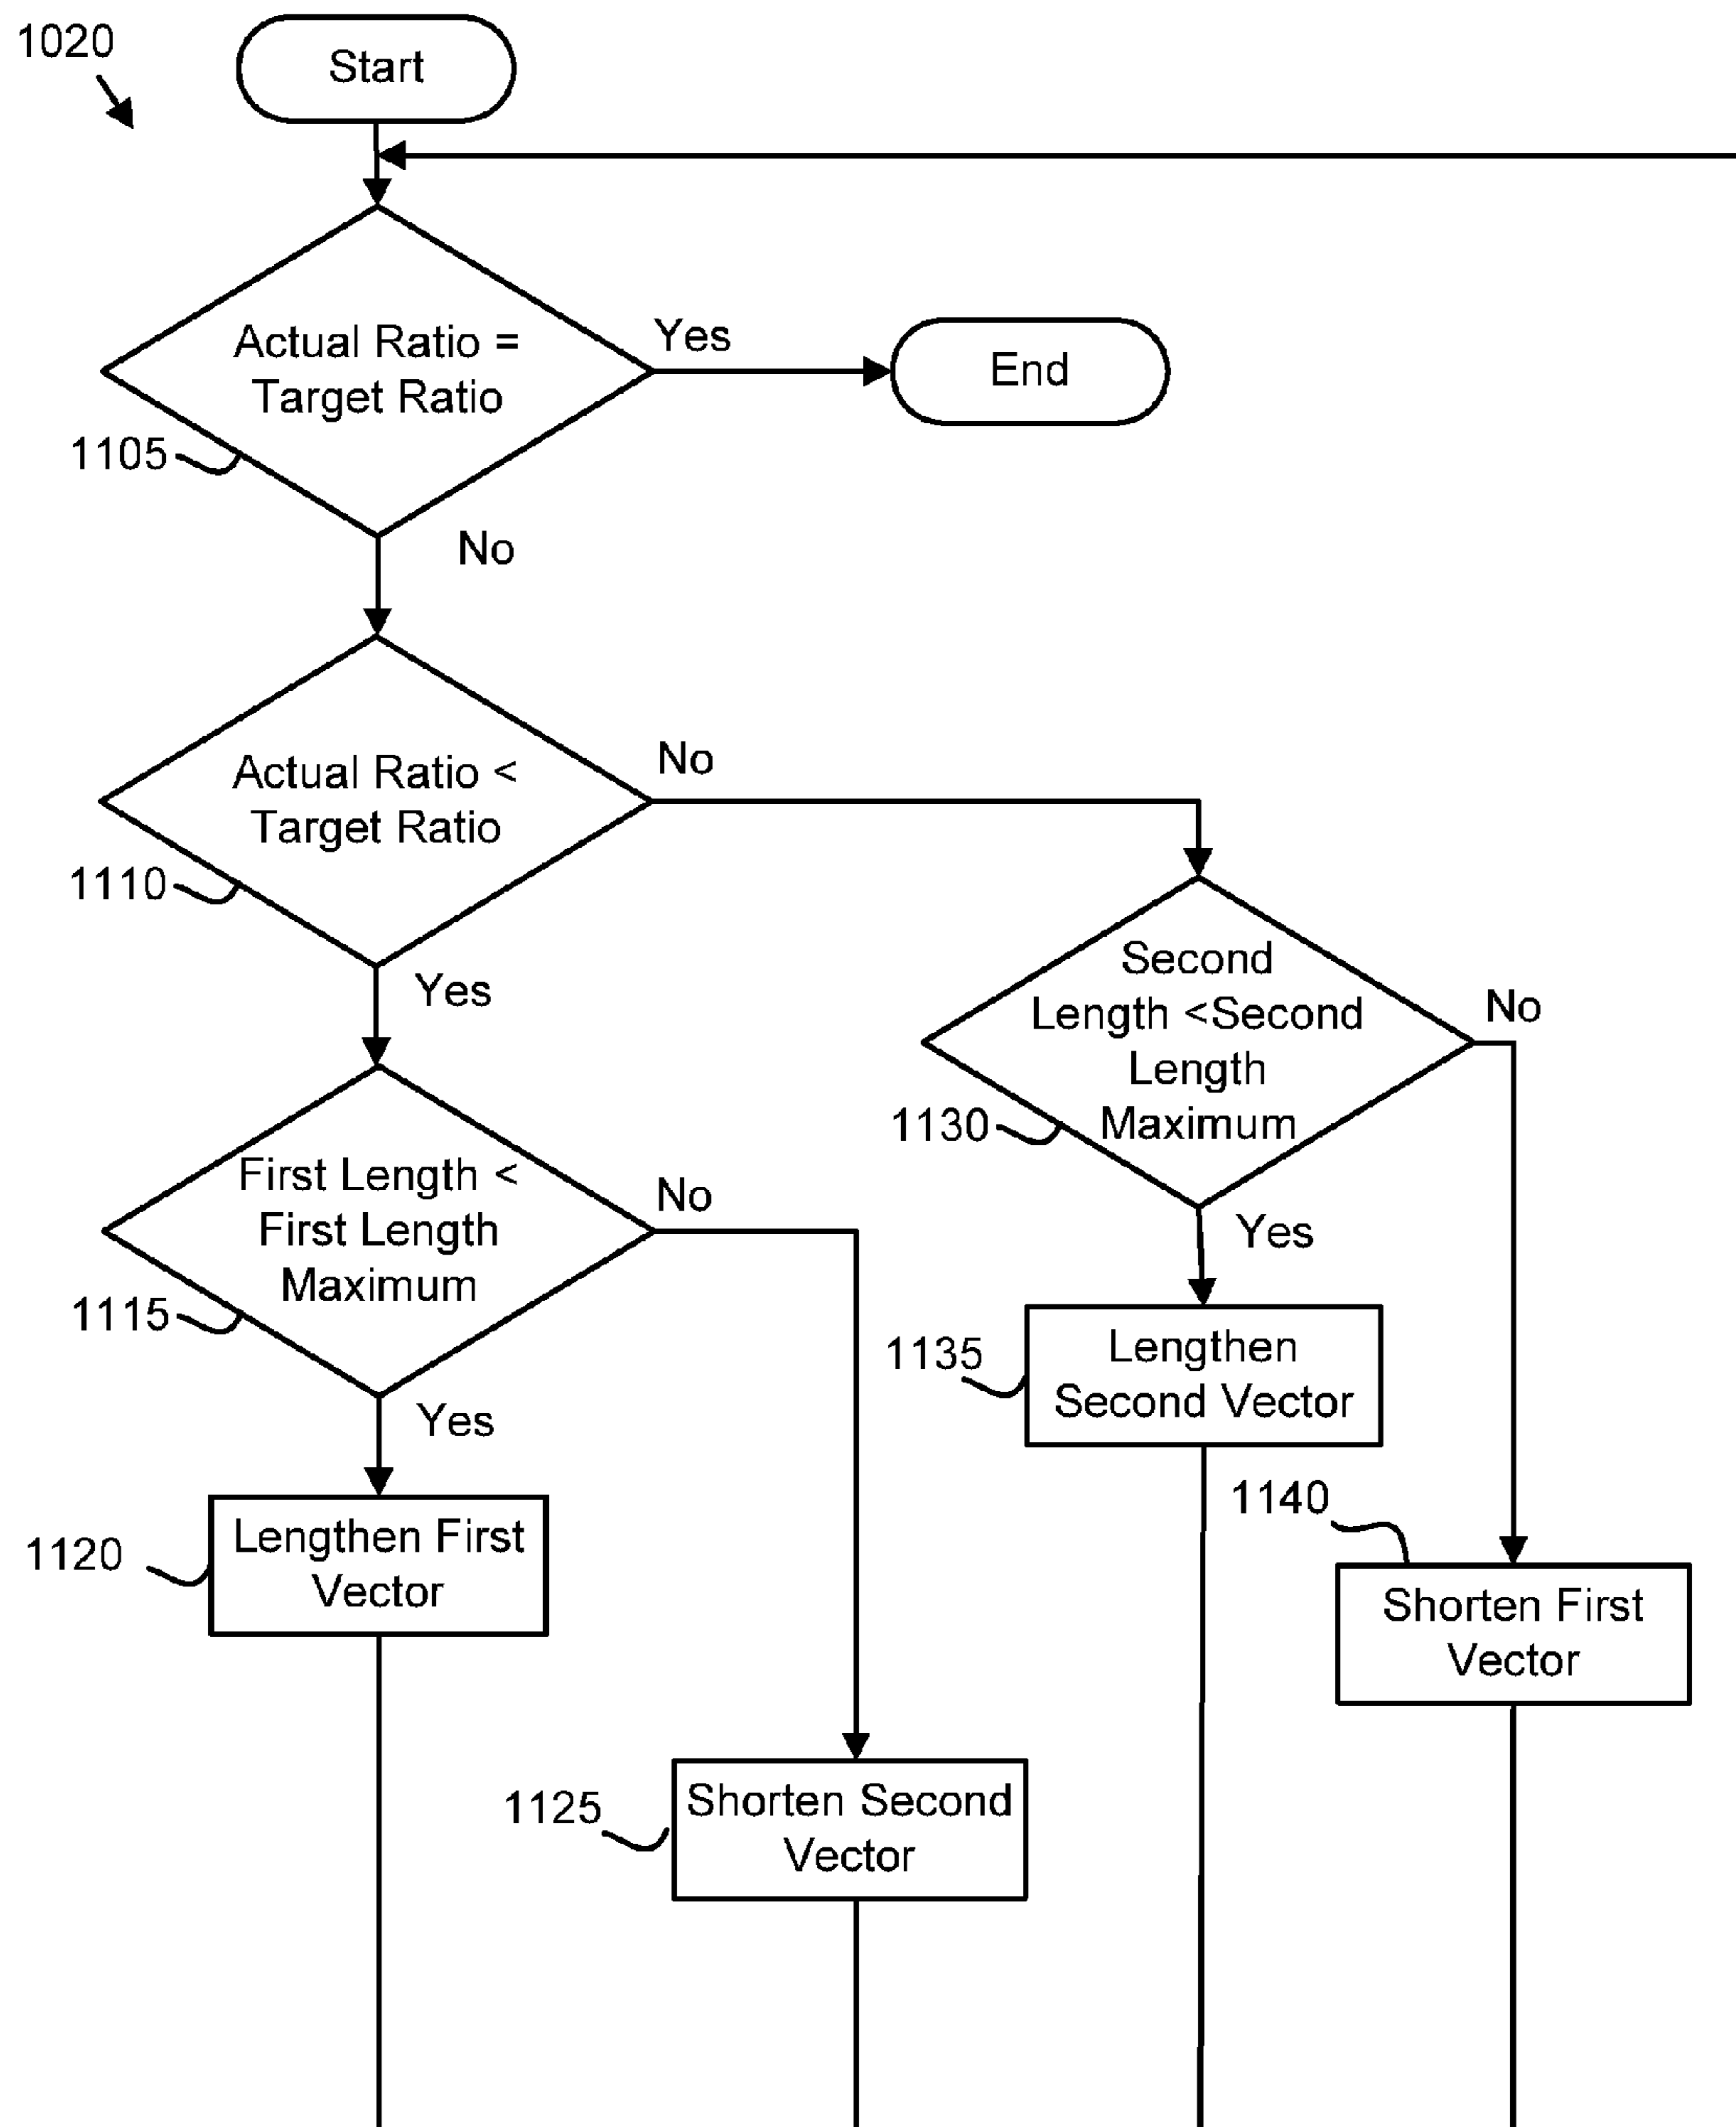 1020
Start
Actual Ratio =
Target Ratio
Yes
End
1105
No
Actual Ratio <
Target Ratio
No
1110
Yes
Second
Length <Second
Length
Maximum
No
1130
Yes
First Length <
First Length
Maximum
No
1115
Yes
1135
Lengthen
Second Vector
1140
Shorten First
Vector
1120
Lengthen First
Vector
1125
Shorten Second
Vector